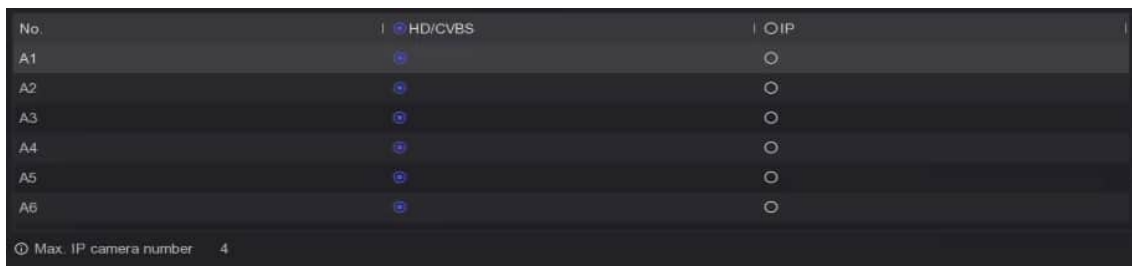 No. HD/CVBS IP
A1
A2
A3
A4
A5
A6
Max. IP camera number 4